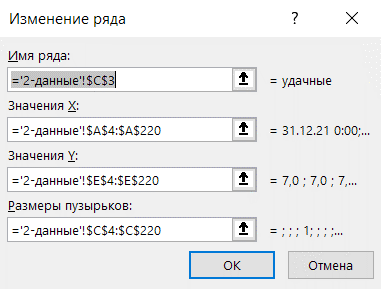 Изменение ряда
Имя ряда:
='2-данные'!$C$3 = удачные
Значения X:
='2-данные'!$A$4:$A$220 = 31.12.21 0:00;...
Значения Y:
='2-данные'!$E$4:$E$220 = 7,0 ; 7,0 ; 7,...
Размеры пузырьков:
='2-данные'!$C$4:$C$220 = ; ; ; 1; ; ; ;...
ОК Отмена